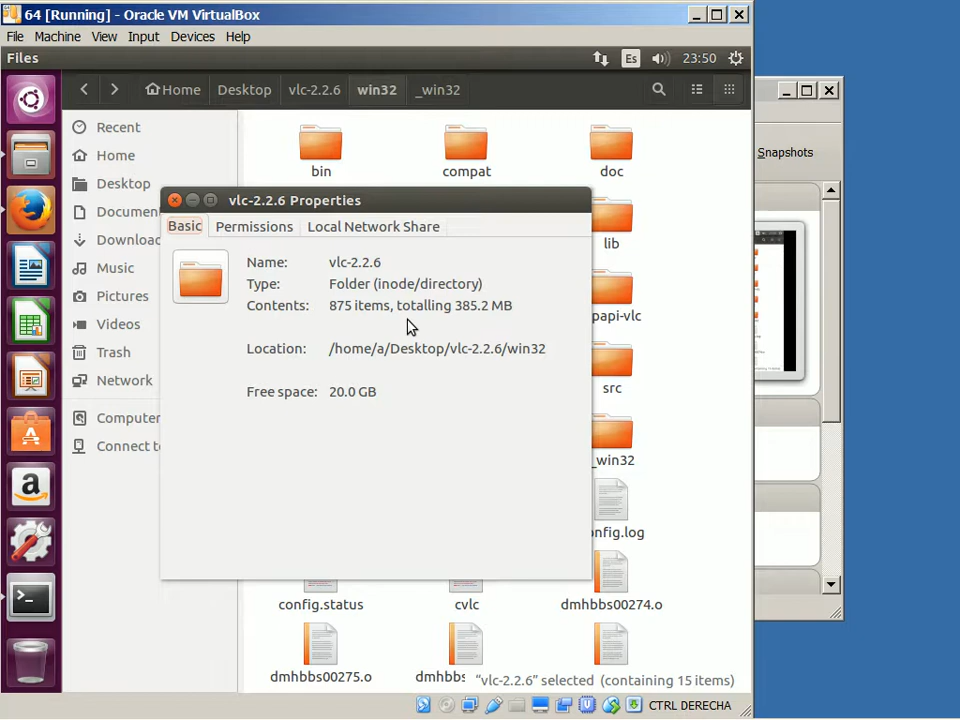 64 [Running] - Oracle VM VirtualBox
File Machine View Input Devices Help
Files
Es
23:50
Home
Desktop
vlc-2.2.6
win32
_win32
Snapshots
Recent
Home
Desktop
Documen
Download
Music
Pictures
Videos
Trash
Network
Computer
Connect to
bin
compat
doc
lib
papi-vlc
src
_win32
onfig.log
config.status
cvlc
dmhbbs00274.o
dmhbbs00275.o
dmhbbs
vlc-2.2.6 Properties
Basic
Permissions
Local Network Share
Name: vlc-2.2.6
Type: Folder (inode/directory)
Contents: 875 items, totalling 385.2 MB
Location: /home/a/Desktop/vlc-2.2.6/win32
Free space: 20.0 GB
“vlc-2.2.6” selected (containing 15 items)
CTRL DERECHA